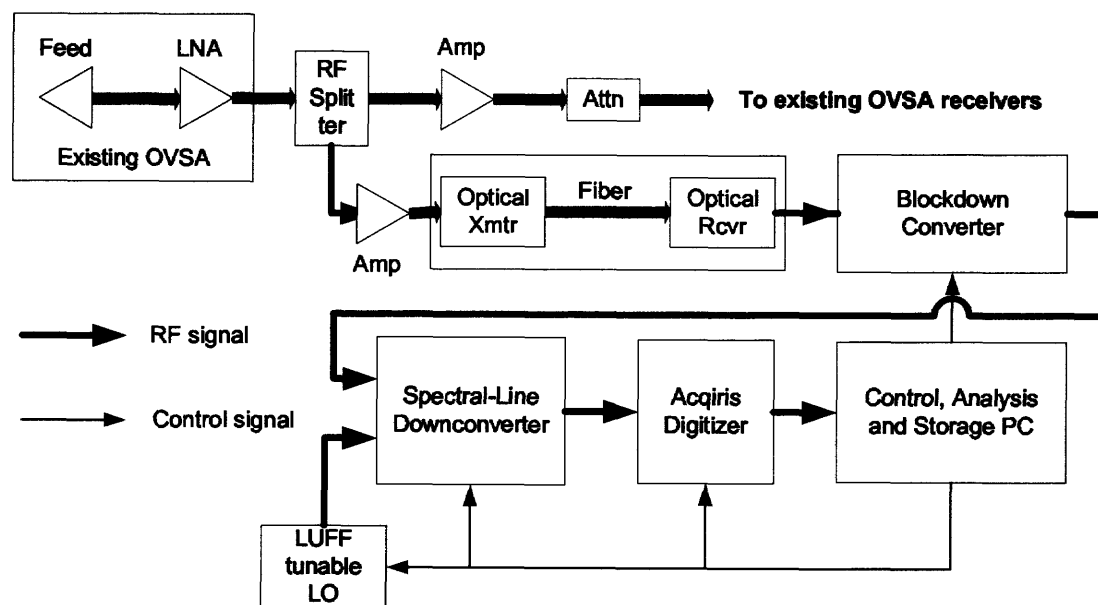 Feed
LNA
Existing OVSA
RF
Split
ter
Amp
Attn
To existing OVSA receivers
Amp
Optical
Xmtr
Fiber
Optical
Rcvr
Blockdown
Converter
RF signal
Control signal
Spectral-Line
Downconverter
Acqiris
Digitizer
Control, Analysis
and Storage PC
LUFF
tunable
LO